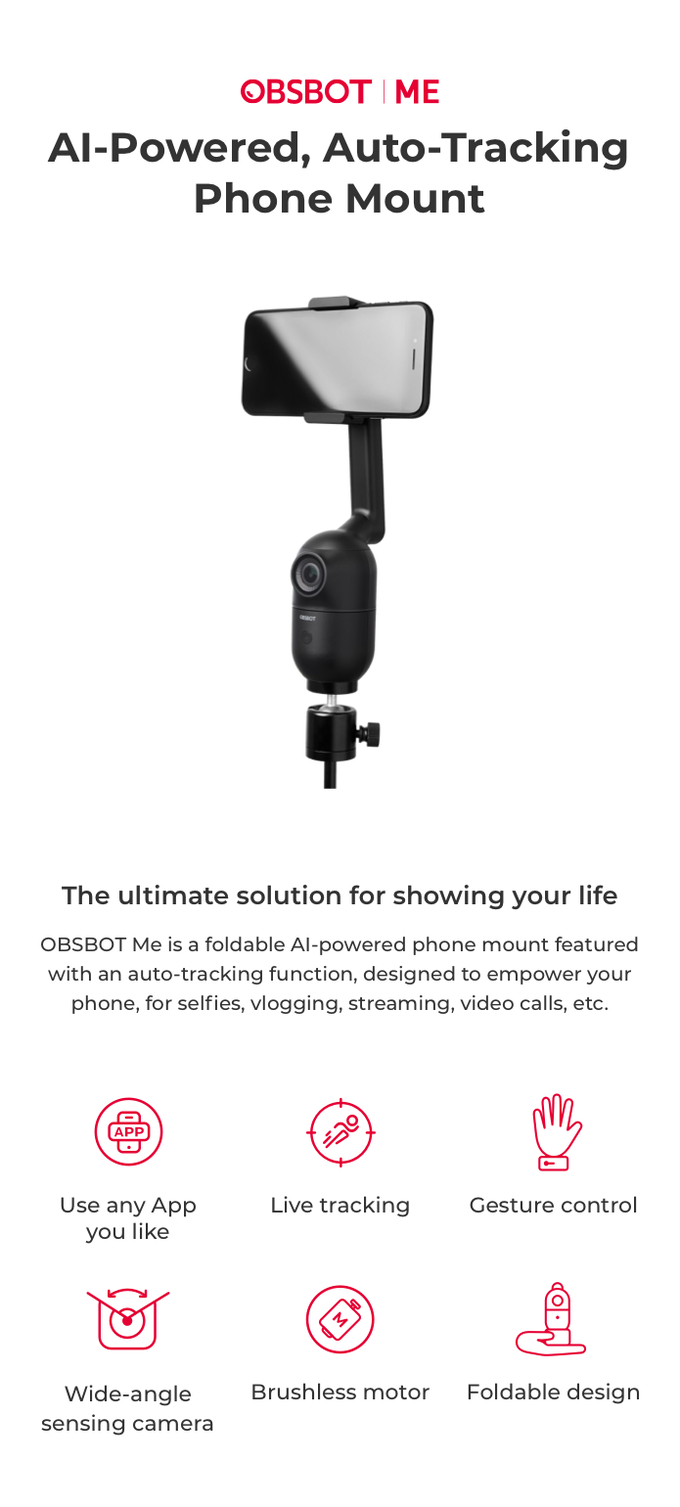 OBSBOT | ME
AI-Powered, Auto-Tracking
Phone Mount
OBSBOT
The ultimate solution for showing your life
OBSBOT Me is a foldable AI-powered phone mount featured
with an auto-tracking function, designed to empower your
phone, for selfies, vlogging, streaming, video calls, etc.
APP
Use any App
you like
Live tracking
Gesture control
Wide-angle
sensing camera
M
Brushless motor
Foldable design